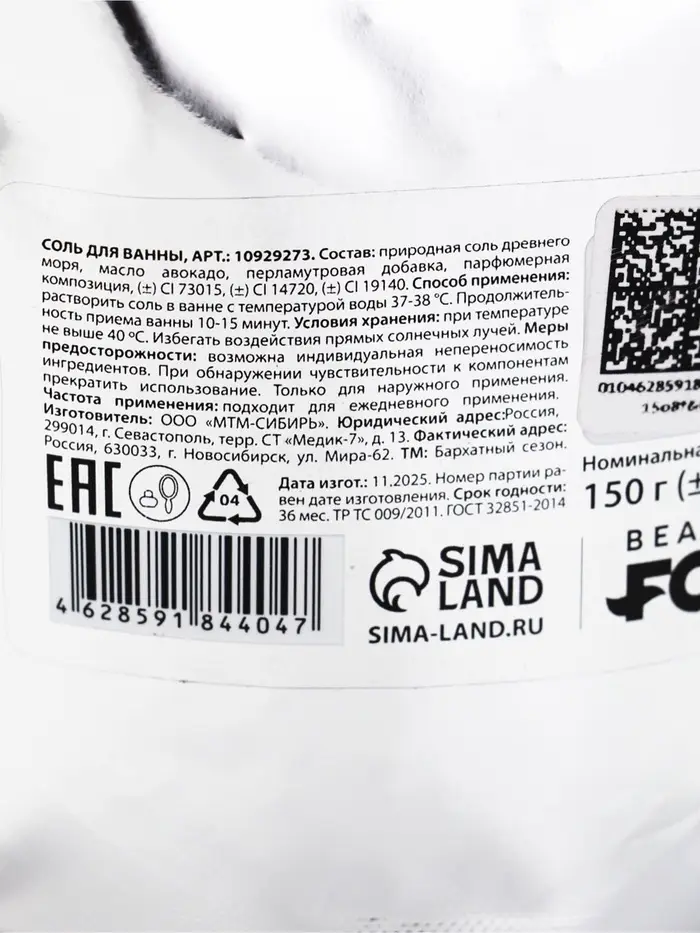 СОЛЬ ДЛЯ ВАННЫ, АРТ.: 10929273. Состав: природная соль древнего
моря, масло авокадо, перламутровая добавка, парфюмерная
композиция, (±) CI 73015, (±) CI 14720, (±) CI 19140. Способ применения:
растворить соль в ванне с температурой воды 37-38 °С. Продолжитель-
ность приема ванны 10-15 минут. Условия хранения: при температуре
не выше 40 °С. Избегать воздействия прямых солнечных лучей. Меры
предосторожности: возможна индивидуальная непереносимость
ингредиентов. При обнаружении чувствительности к компонентам
прекратить использование. Только для наружного применения.
Частота применения: подходит для ежедневного применения.
Изготовитель: ООО «МТМ-СИБИРЬ». Юридический адрес:Россия,
299014, г. Севастополь, терр. СТ «Медик-7», д. 13. Фактический адрес:
Россия, 630033, г. Новосибирск, ул. Мира-62. ТМ: Бархатный сезон.
EAC
04
Дата изгот.: 11.2025. Номер партии ра-
вен дате изготовления. Срок годности:
36 мес. ТР ТС 009/2011. ГОСТ 32851-2014
4 628591 844047
SIMA
LAND
SIMA-LAND.RU
01046285918
Номинальна
150 г (±
BEA
FO